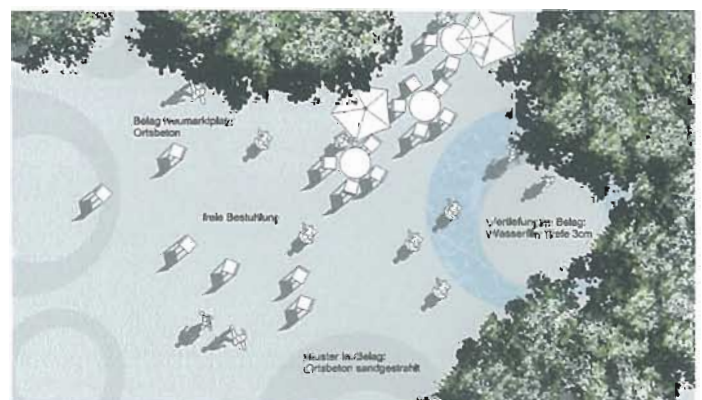 Belag Neumarktplatz:
Ortsbeton
freie Bestuhlung
Vertiefung im Belag:
Wasserfilm Tiefe 3cm
Muster im Belag:
Ortsbeton sandgestrahlt